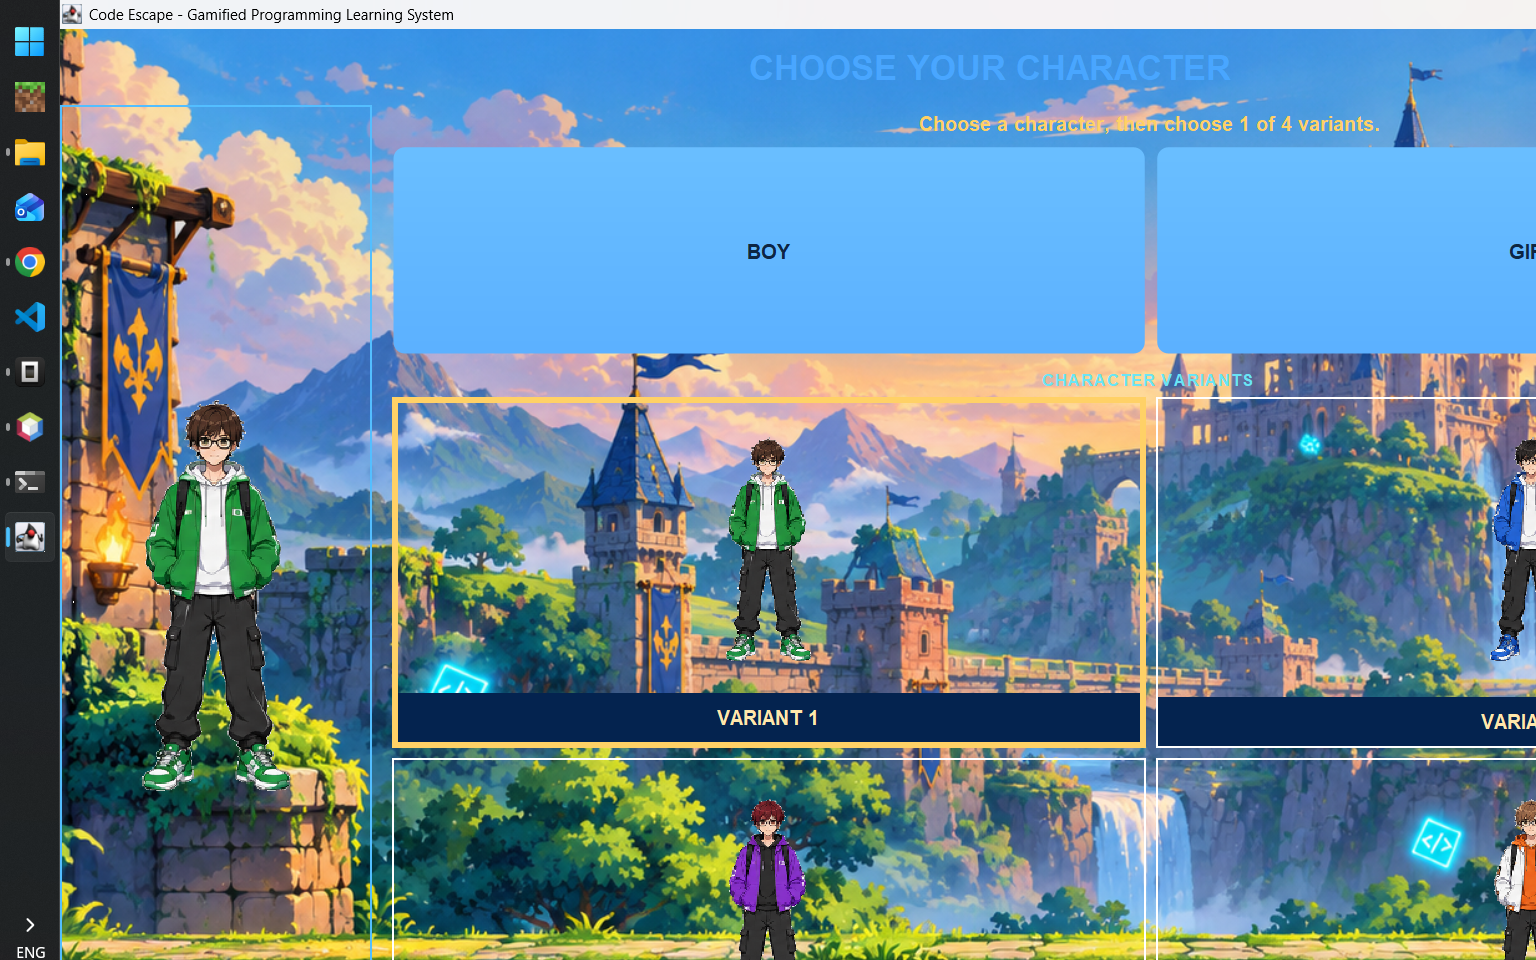 Code Escape - Gamified Programming Learning System
CHOOSE YOUR CHARACTER
Choose a character, then choose 1 of 4 variants.
BOY
CHARACTER VARIANTS
</>
VARIANT 1
</>
ENG